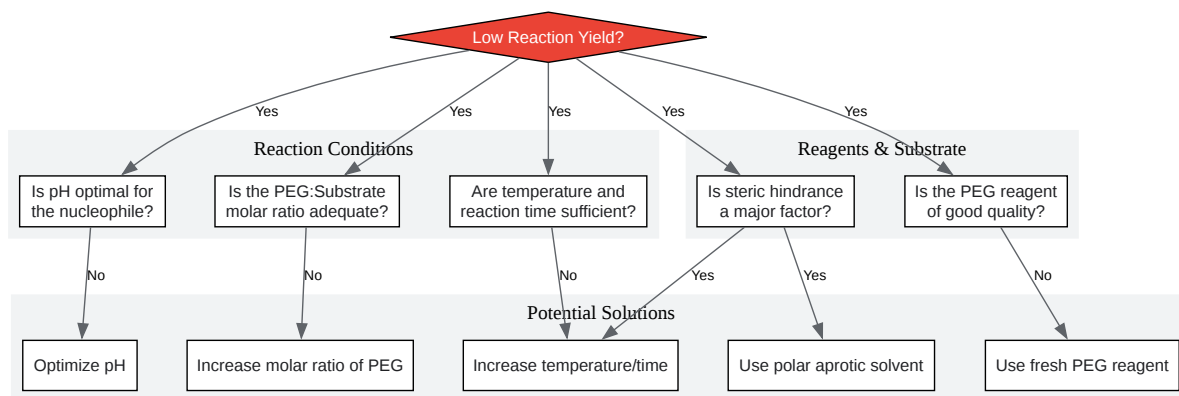 Low Reaction Yield?
Yes
Yes
Yes
Yes
Yes
Reaction Conditions
Reagents & Substrate
Is pH optimal for
the nucleophile?
Is the PEG:Substrate
molar ratio adequate?
Are temperature and
reaction time sufficient?
Is steric hindrance
a major factor?
Is the PEG reagent
of good quality?
No
No
No
Yes
Yes
No
Potential Solutions
Optimize pH
Increase molar ratio of PEG
Increase temperature/time
Use polar aprotic solvent
Use fresh PEG reagent